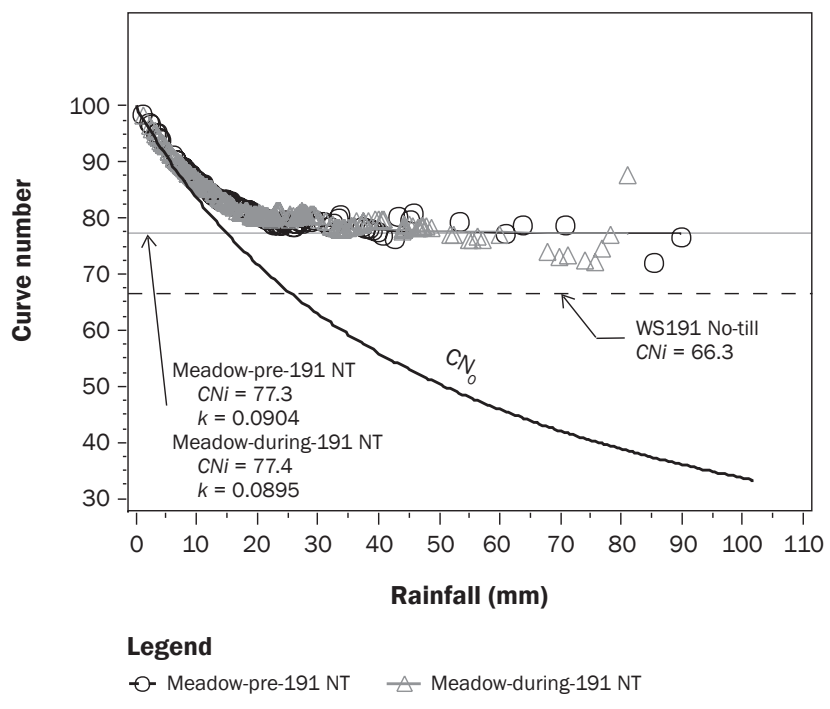 Curve number
100
90
80
70
60
50
40
30
WS191 No-till
CNi = 66.3
CNo
Meadow-pre-191 NT
CNi = 77.3
k = 0.0904
Meadow-during-191 NT
CNi = 77.4
k = 0.0895
0 10 20 30 40 50 60 70 80 90 100 110
Rainfall (mm)
Legend
Meadow-pre-191 NT Meadow-during-191 NT